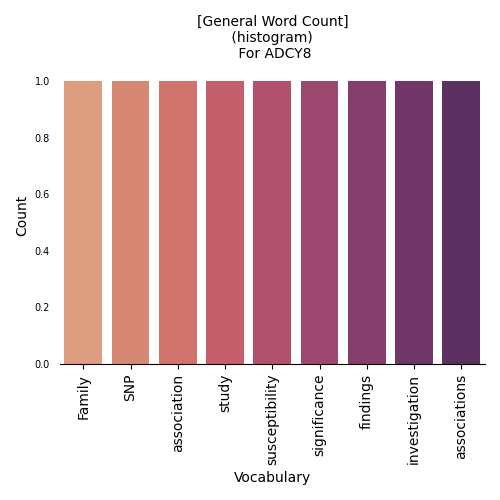 [General Word Count]
(histogram)
For ADCY8
1.0
0.8
0.6
0.4
0.2
0.0
Count
Family
SNP
association
study
susceptibility
significance
findings
investigation
associations
Vocabulary